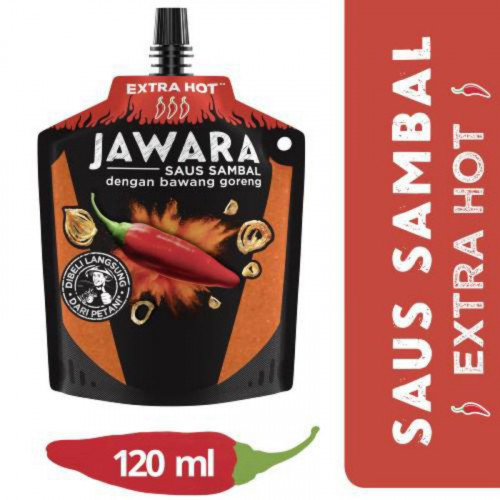 EXTRA HOT
JAWARA
SAUS SAMBAL
dengan bawang goreng
DIBELI LANGSUNG
DARI PETANI*
120 ml
SAUS SAMBAL
EXTRA HOT